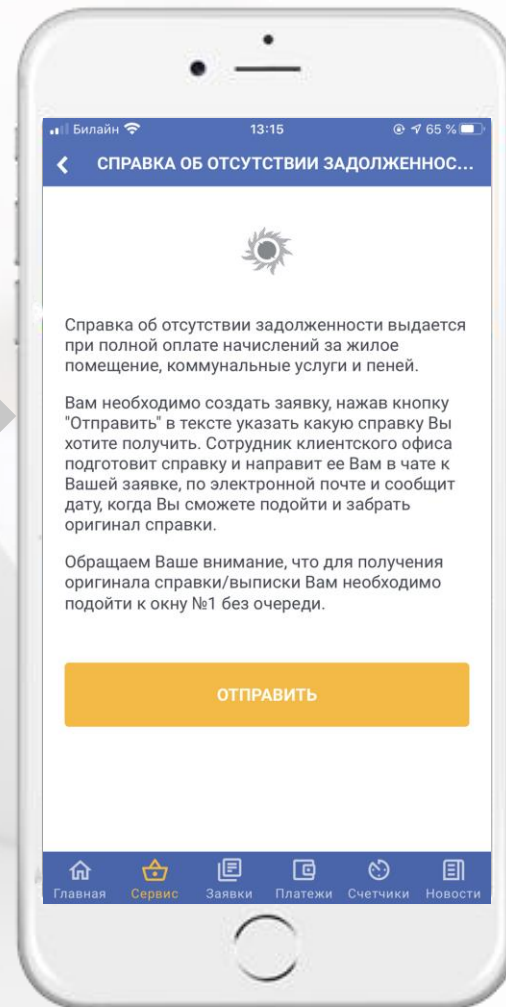 Билайн 13:15 65 %
СПРАВКА ОБ ОТСУТСТВИИ ЗАДОЛЖЕННОС...
Справка об отсутствии задолженности выдается
при полной оплате начислений за жилое
помещение, коммунальные услуги и пеней.
Вам необходимо создать заявку, нажав кнопку
"Отправить" в тексте указать какую справку Вы
хотите получить. Сотрудник клиентского офиса
подготовит справку и направит ее Вам в чате к
Вашей заявке, по электронной почте и сообщит
дату, когда Вы сможете подойти и забрать
оригинал справки.
Обращаем Ваше внимание, что для получения
оригинала справки/выписки Вам необходимо
подойти к окну №1 без очереди.
ОТПРАВИТЬ
Главная Сервис Заявки Платежи Счетчики Новости